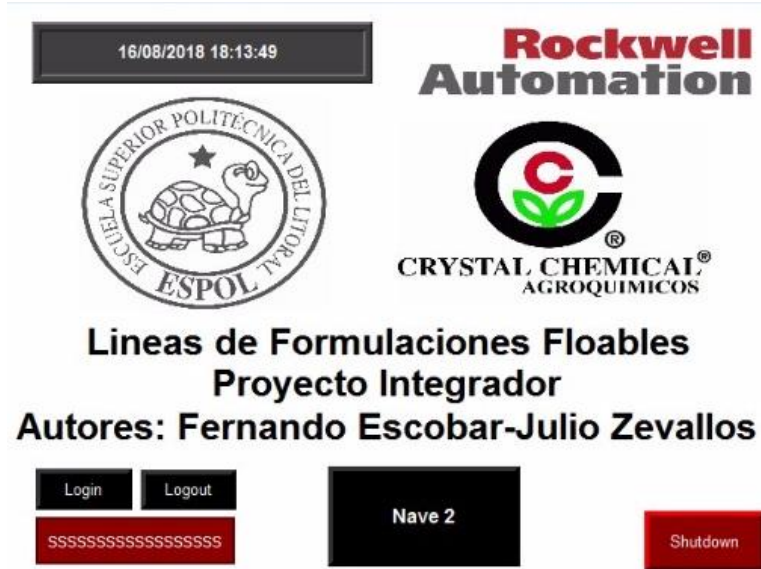 16/08/2018 18:13:49
Rockwell
Automation
ESCUELA SUPERIOR POLITÉCNICA DEL LITORAL
ESPOL
C
C
®
CRYSTAL CHEMICAL®
AGROQUIMICOS
Lineas de Formulaciones Floables
Proyecto Integrador
Autores: Fernando Escobar-Julio Zevallos
Login
Logout
Nave 2
SSSSSSSSSSSSSSSSSS
Shutdown